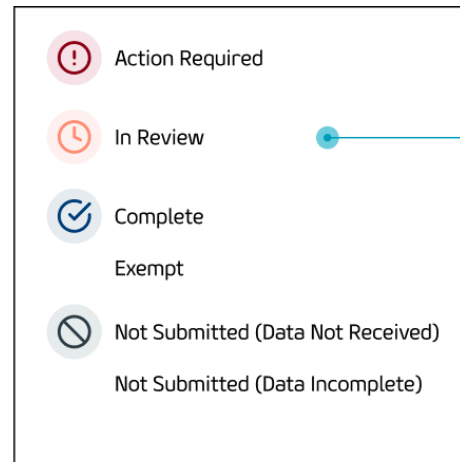 Action Required
In Review
Complete
Exempt
Not Submitted (Data Not Received)
Not Submitted (Data Incomplete)